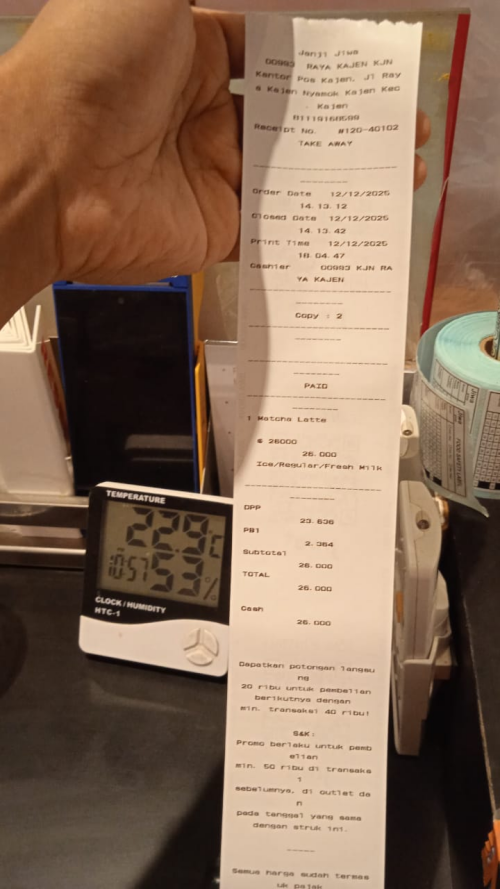 Janji Jiwa
00993 RAYA KAJEN KJN
Kantor Pos Kajen, Jl Ray
a Kajen Nyamok Kajen Kec
. Kajen
Receipt No. #120-40102
TAKE AWAY
Order Date 12/12/2025
14.13.12
Closed Date 12/12/2025
14.13.42
Print Time 12/12/2025
18.04.47
Cashier 00993 KJN RA
YA KAJEN
Copy : 2
PAID
1 Matcha Latte
@ 26000
26.000
Ice/Regular/Fresh Milk
DPP
23.636
PB1
2.364
Subtotal
26.000
TOTAL
26.000
Cash
26.000
Dapatkan potongan langsu
ng
20 ribu untuk pembelian
berikutnya dengan
min. transaksi 40 ribu!
S&K:
Promo berlaku untuk pemb
elian
min. 50 ribu di transaks
i
sebelumnya, di outlet da
n
pada tanggal yang sama
dengan struk ini.
Semua harga sudah termas
uk pajak
TEMPERATURE
22.9°C
10:57 53%
CLOCK/HUMIDITY
HTC-1